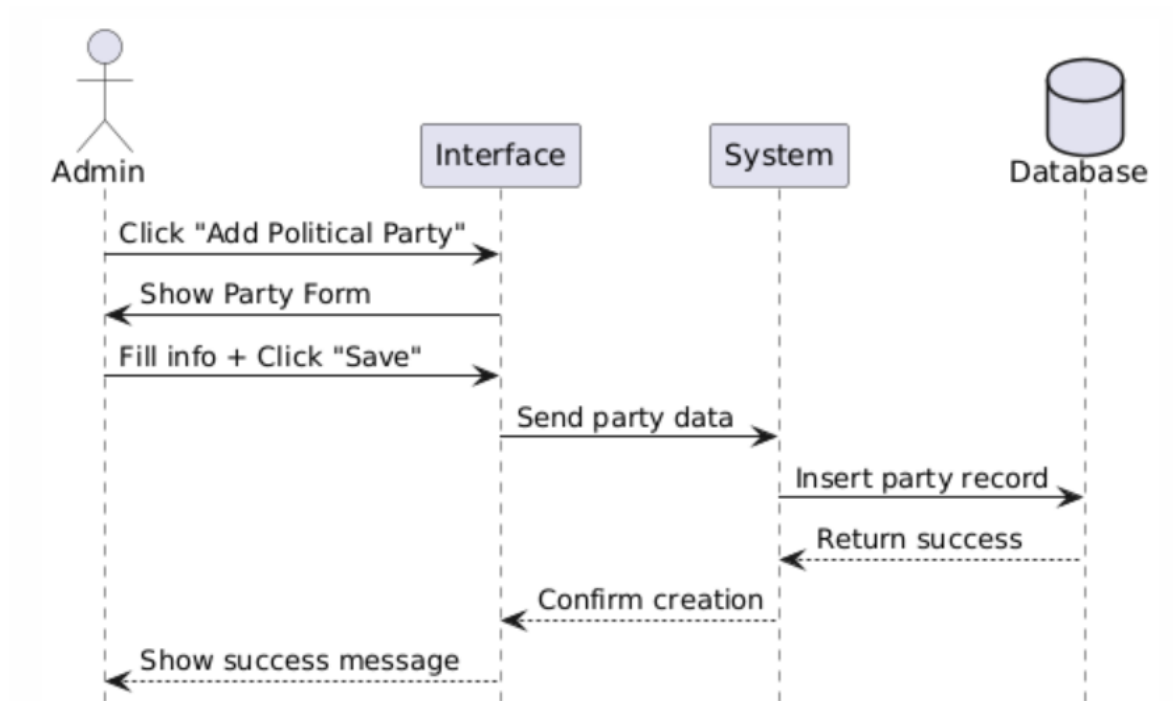 Admin
Interface
System
Database
Click "Add Political Party"
Show Party Form
Fill info + Click "Save"
Send party data
Insert party record
Return success
Confirm creation
Show success message